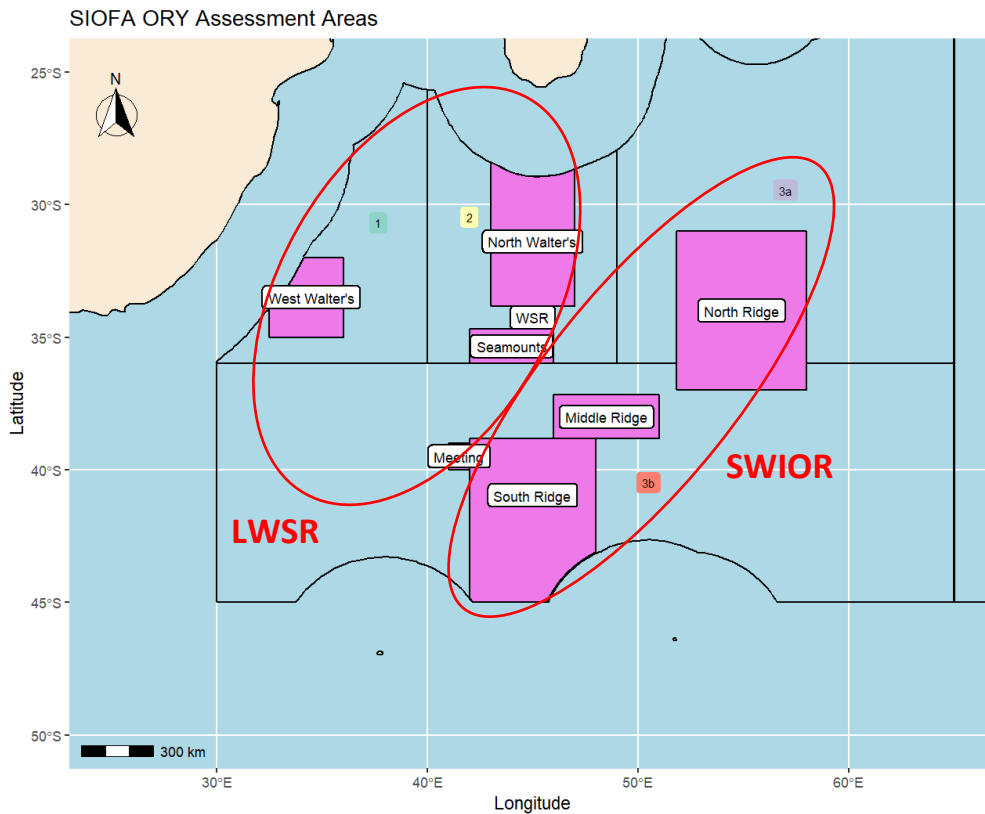 SIOFA ORY Assessment Areas
25°S
30°S
35°S
40°S
45°S
50°S
Latitude
N
1
2
3a
North Walter's
West Walter's
WSR
North Ridge
Seamounts
Middle Ridge
Meeting
SWIOR
3b
South Ridge
LWSR
300 km
30°E
40°E
50°E
60°E
Longitude